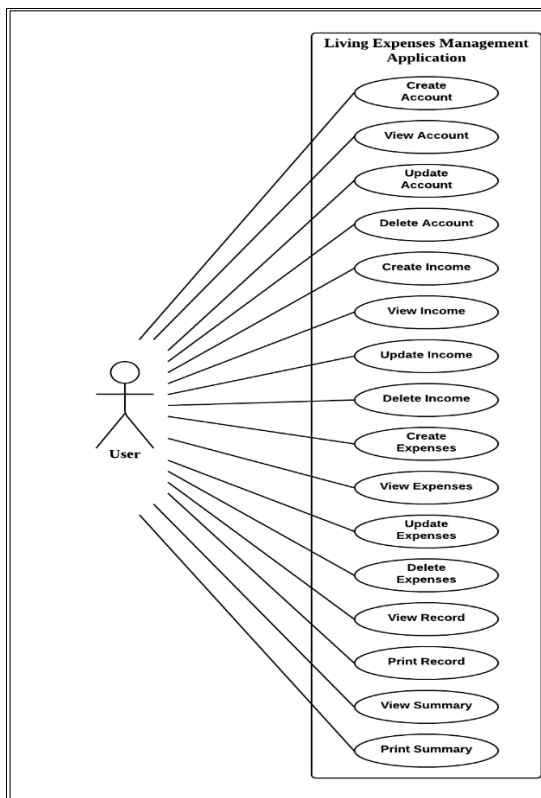 Living Expenses Management
Application
Create
Account
View Account
Update
Account
Delete Account
Create Income
View Income
Update Income
Delete Income
Create
Expenses
View Expenses
Update
Expenses
Delete
Expenses
View Record
Print Record
View Summary
Print Summary
User